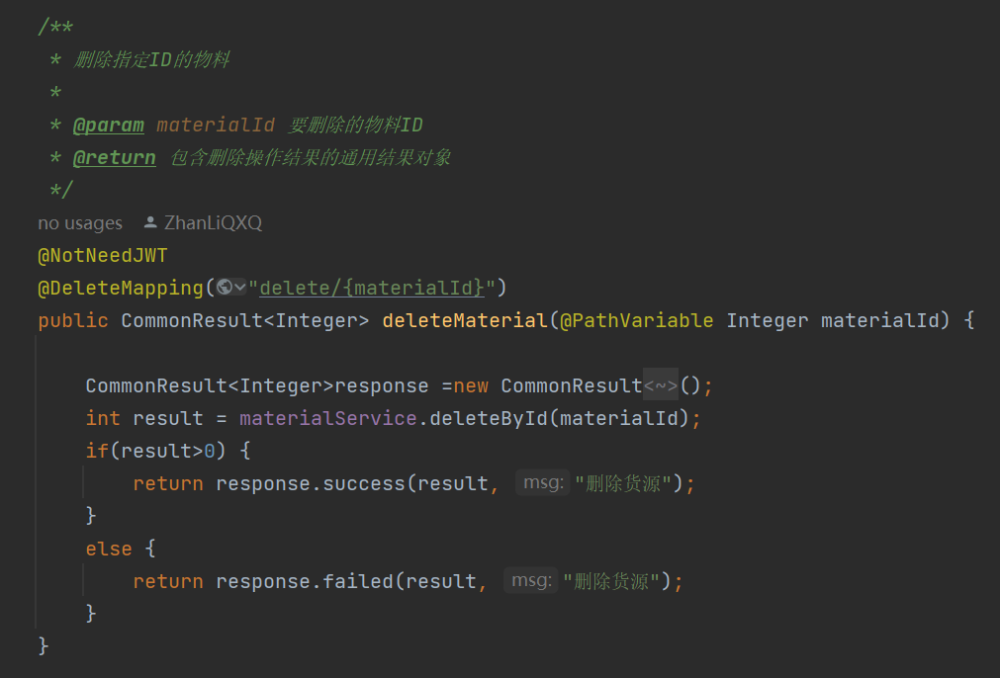 /**
 * 删除指定ID的物料
 *
 * @param materialId 要删除的物料ID
 * @return 包含删除操作结果的通用结果对象
 */
no usages ZhanLiQXQ
@NotNeedJWT
@DeleteMapping("delete/{materialId}")
public CommonResult<Integer> deleteMaterial(@PathVariable Integer materialId) {
CommonResult<Integer>response =new CommonResult<~>();
int result = materialService.deleteById(materialId);
if(result>0) {
return response.success(result, msg: "删除货源");
}
else {
return response.failed(result, msg: "删除货源");
}
}